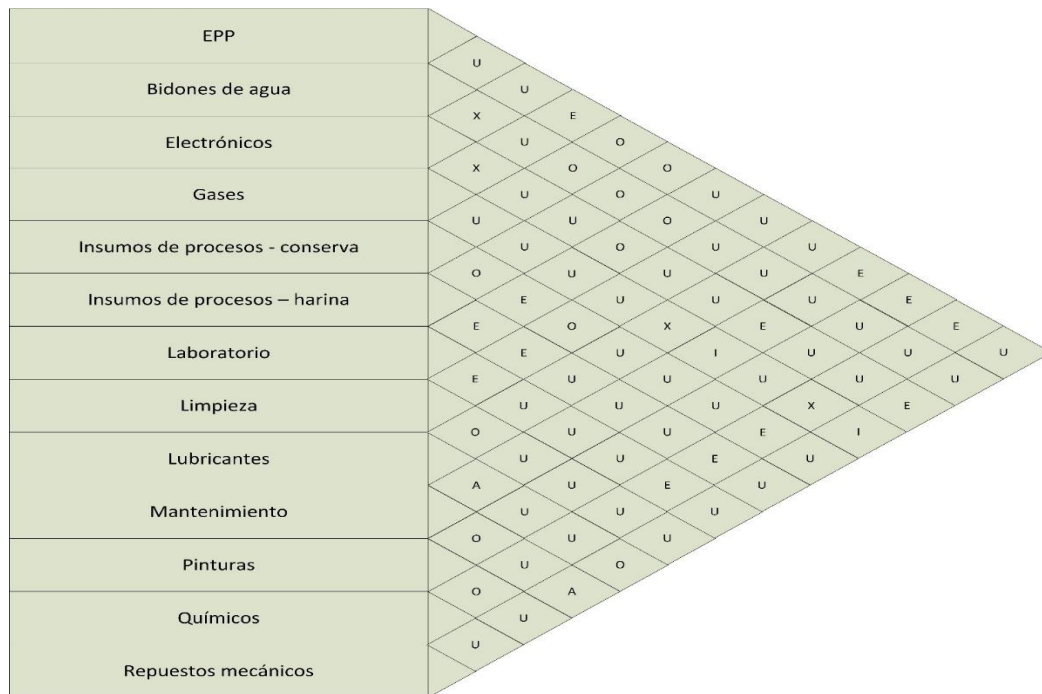 EPP
U
Bidones de agua U
X E
Electrónicos U O
X O O
Gases U O U
U U O U
Insumos de procesos - conserva U O U U
O U U U E
Insumos de procesos – harina E U U U E
E O X E U E
Laboratorio E U I U U U
E U U U U U
Limpieza U U U X E
O U U E I
Lubricantes U U E U
A U E U
Mantenimiento U U U
O U U
Pinturas U O
O A
Químicos U
U
Repuestos mecánicos